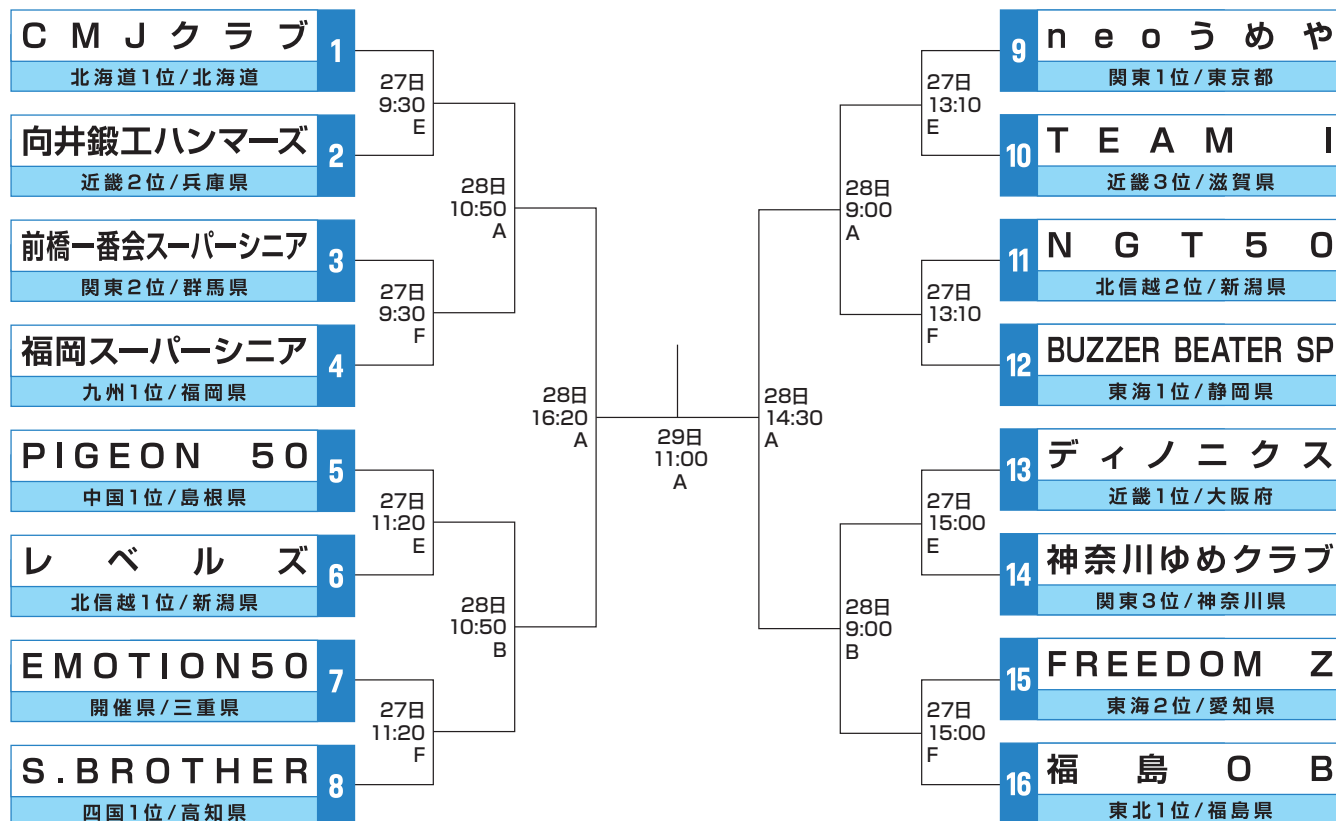 CMJクラブ
1
北海道1位/北海道
向井鍛工ハンマーズ
2
近畿2位/兵庫県
前橋一番会スーパーシニア
3
関東2位/群馬県
福岡スーパーシニア
4
九州1位/福岡県
PIGEON 50
5
中国1位/島根県
レベルズ
6
北信越1位/新潟県
EMOTION50
7
開催県/三重県
S.BROTHER
8
四国1位/高知県
27日
9:30
E
27日
9:30
F
27日
11:20
E
27日
11:20
F
28日
10:50
A
28日
10:50
B
28日
16:20
A
29日
11:00
A
28日
14:30
A
28日
9:00
A
28日
9:00
B
27日
13:10
E
27日
13:10
F
27日
15:00
E
27日
15:00
F
9
neoうめや
関東1位/東京都
10
TEAM I
近畿3位/滋賀県
11
NGT50
北信越2位/新潟県
12
BUZZER BEATER SP
東海1位/静岡県
13
ディノニクス
近畿1位/大阪府
14
神奈川ゆめクラブ
関東3位/神奈川県
15
FREEDOM Z
東海2位/愛知県
16
福島OB
東北1位/福島県